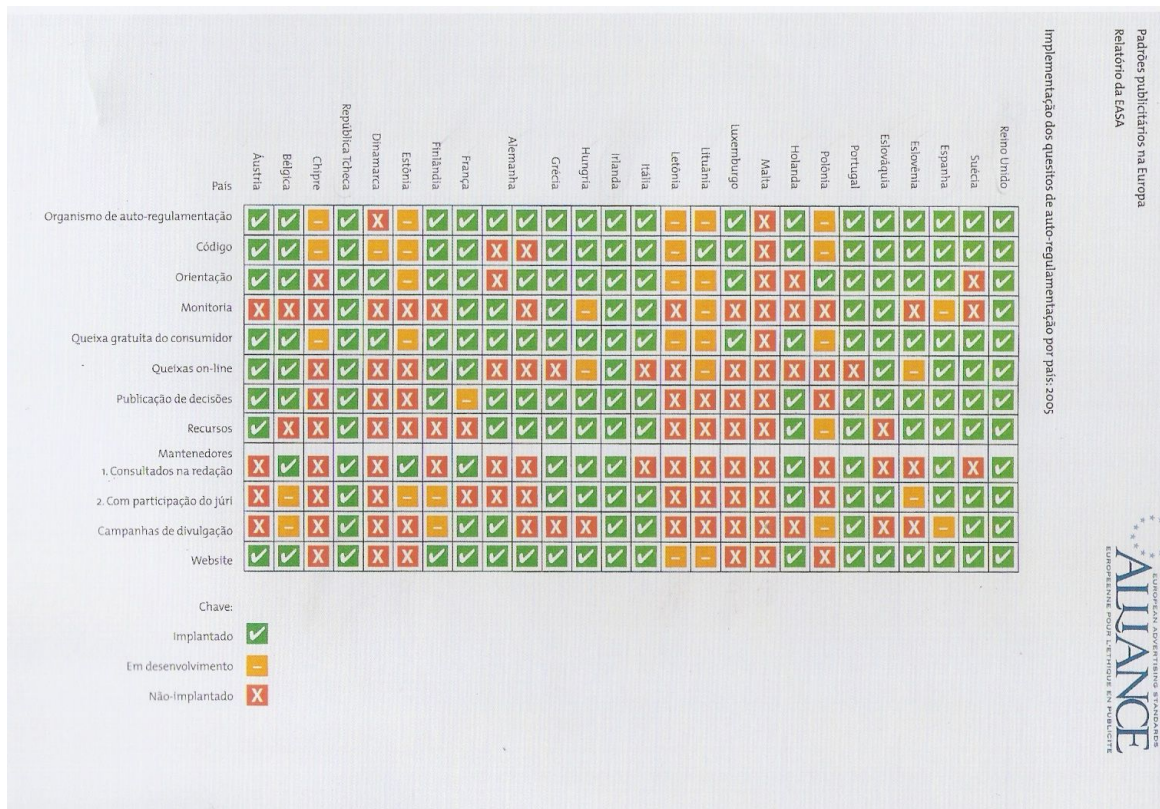 Padrões publicitários na Europa
Relatório da EASA
Implementação dos quesitos de auto-regulamentação por país: 2005
EUROPEAN ADVERTISING STANDARDS
ALLIANCE
EUROPEENNE POUR L'ETHIQUE EN PUBLICITE
País
Áustria
Bélgica
Chipre
República Tcheca
Dinamarca
Estônia
Finlândia
França
Alemanha
Grécia
Hungria
Irlanda
Itália
Letônia
Lituânia
Luxemburgo
Malta
Holanda
Polônia
Portugal
Eslováquia
Eslovênia
Espanha
Suécia
Reino Unido
Organismo de auto-regulamentação
Código
Orientação
Monitoria
Queixa gratuita do consumidor
Queixas on-line
Publicação de decisões
Recursos
Mantenedores
1. Consultados na redação
2. Com participação do júri
Campanhas de divulgação
Website
Chave:
Implantado
Em desenvolvimento
Não-Implantado